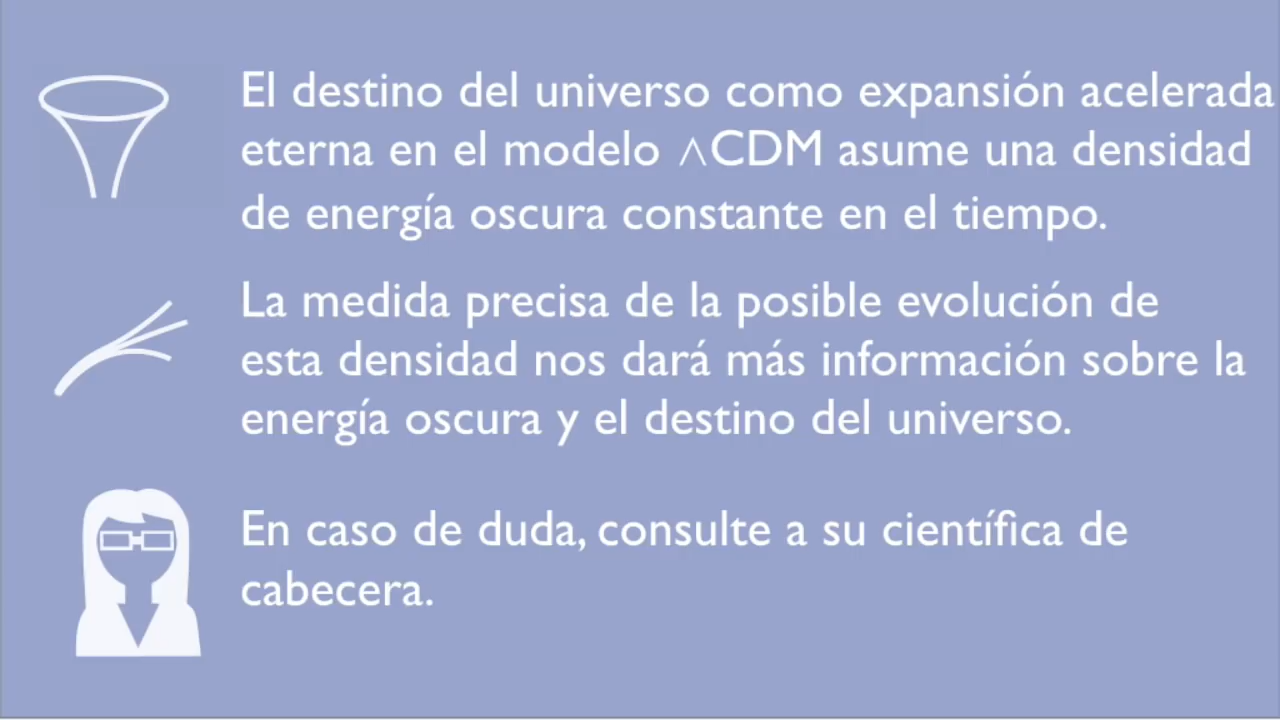 El destino del universo como expansión acelerada
eterna en el modelo ΛCDM asume una densidad
de energía oscura constante en el tiempo.
La medida precisa de la posible evolución de
esta densidad nos dará más información sobre la
energía oscura y el destino del universo.
En caso de duda, consulte a su científica de
cabecera.